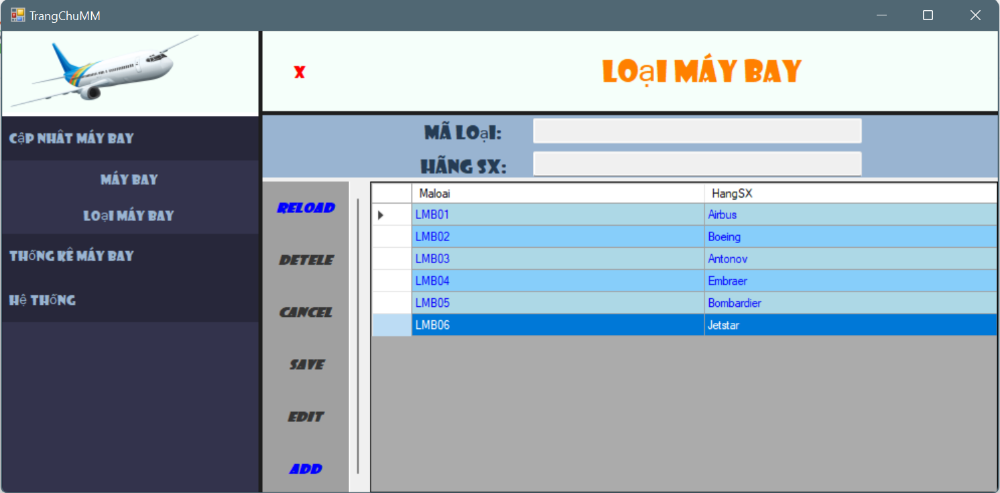 TrangChuMM
X
LOẠI MÁY BAY
CẬP NHÂT MÁY BAY
MÁY BAY
LOẠI MÁY BAY
THỐNG KÊ MÁY BAY
HỆ THỐNG
MÃ LOẠI:
HÃNG SX:
RELOAD
DETELE
CANCEL
SAVE
EDIT
ADD
Maloai HangSX
LMB01 Airbus
LMB02 Boeing
LMB03 Antonov
LMB04 Embraer
LMB05 Bombardier
LMB06 Jetstar